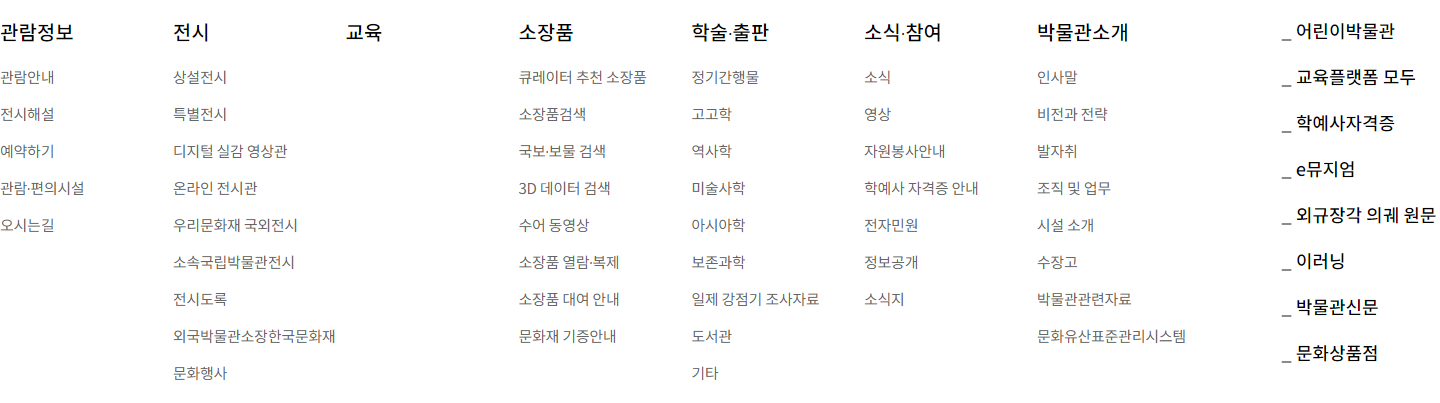 관람정보
관람안내
전시해설
예약하기
관람·편의시설
오시는길
전시
상설전시
특별전시
디지털 실감 영상관
온라인 전시관
우리문화재 국외전시
소속국립박물관전시
전시도록
외국박물관소장한국문화재
문화행사
교육
소장품
큐레이터 추천 소장품
소장품검색
국보·보물 검색
3D 데이터 검색
수어 동영상
소장품 열람·복제
소장품 대여 안내
문화재 기증안내
학술·출판
정기간행물
고고학
역사학
미술사학
아시아학
보존과학
일제 강점기 조사자료
도서관
기타
소식·참여
소식
영상
자원봉사안내
학예사 자격증 안내
전자민원
정보공개
소식지
박물관소개
인사말
비전과 전략
발자취
조직 및 업무
시설 소개
수장고
박물관관련자료
문화유산표준관리시스템
_ 어린이박물관
_ 교육플랫폼 모두
_ 학예사자격증
_ e뮤지엄
_ 외규장각 의궤 원문
_ 이러닝
_ 박물관신문
_ 문화상품점